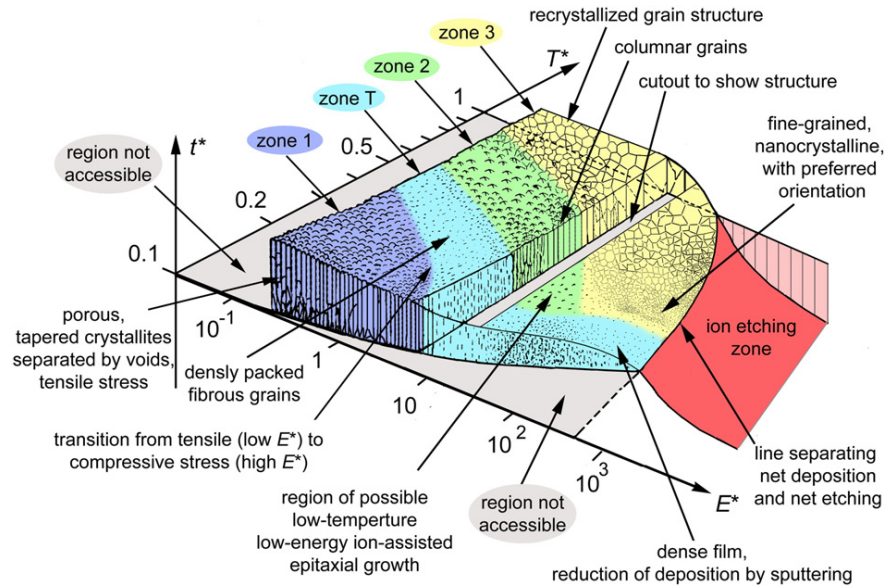 recrystallized grain structure
columnar grains
cutout to show structure
zone 3
zone 2
zone T
zone 1
T*
t*
E*
region not
accessible
fine-grained,
nanocrystalline,
with preferred
orientation
1
0.5
0.2
0.1
10-1
1
10
10²
10³
porous,
tapered crystallites
separated by voids,
tensile stress
densly packed
fibrous grains
transition from tensile (low E*) to
compressive stress (high E*)
region of possible
low-temperture
low-energy ion-assisted
epitaxial growth
region not
accessible
ion etching
zone
line separating
net deposition
and net etching
dense film,
reduction of deposition by sputtering